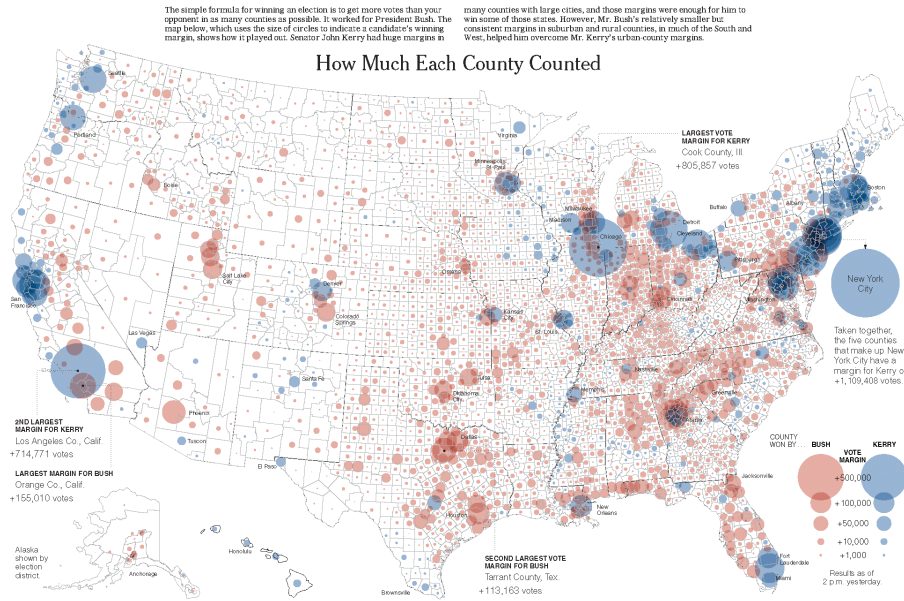 The simple formula for winning an election is to get more votes than your
opponent in as many counties as possible. It worked for President Bush. The
map below, which uses the size of circles to indicate a candidate's winning
margin, shows how it played out. Senator John Kerry had huge margins in
many counties with large cities, and those margins were enough for him to
win some of those states. However, Mr. Bush's relatively smaller but
consistent margins in suburban and rural counties, in much of the South and
West, helped him overcome Mr. Kerry's urban-county margins.
How Much Each County Counted
Seattle
Portland
Boise
Virginia
Minneapolis
St. Paul
LARGEST VOTE
MARGIN FOR KERRY
Cook County, Ill.
+805,857 votes
Milwaukee
Madison
Chicago
Detroit
Cleveland
Buffalo
Albany
Boston
Pittsburgh
Washington
New York
City
Taken together,
the five counties
that make up New
York City have a
margin for Kerry o
+1,109,408 votes.
San
Francisco
Salt Lake
City
Denver
Colorado
Springs
Omaha
Kansas
City
St. Louis
Cincinnati
Las Vegas
Santa Fe
Tulsa
Oklahoma
City
Memphis
Nashville
Greenville
Phoenix
Tucson
El Paso
Dallas
2ND LARGEST
MARGIN FOR KERRY
Los Angeles Co., Calif
+714,771 votes
LARGEST MARGIN FOR BUSH
Orange Co., Calif.
+155,010 votes
Houston
New
Orleans
Jacksonville
Fort
Lauderdale
Miami
Brownsville
SECOND LARGEST VOTE
MARGIN FOR BUSH
Tarrant County, Tex.
+113,163 votes
Alaska
shown by
election
district.
Anchorage
Honolulu
COUNTY
WON BY...
BUSH
KERRY
VOTE
MARGIN
+500,000
+100,000
+50,000
+10,000
+1,000
Results as of
2 p.m. yesterday.